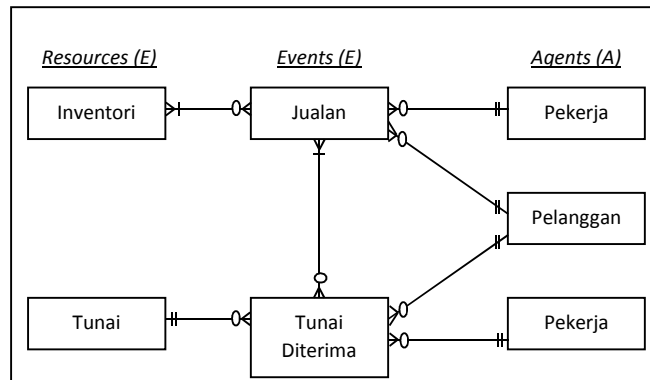 Resources (E)
Events (E)
Agents (A)
Inventori
Jualan
Pekerja
Pelanggan
Tunai
Tunai
Diterima
Pekerja